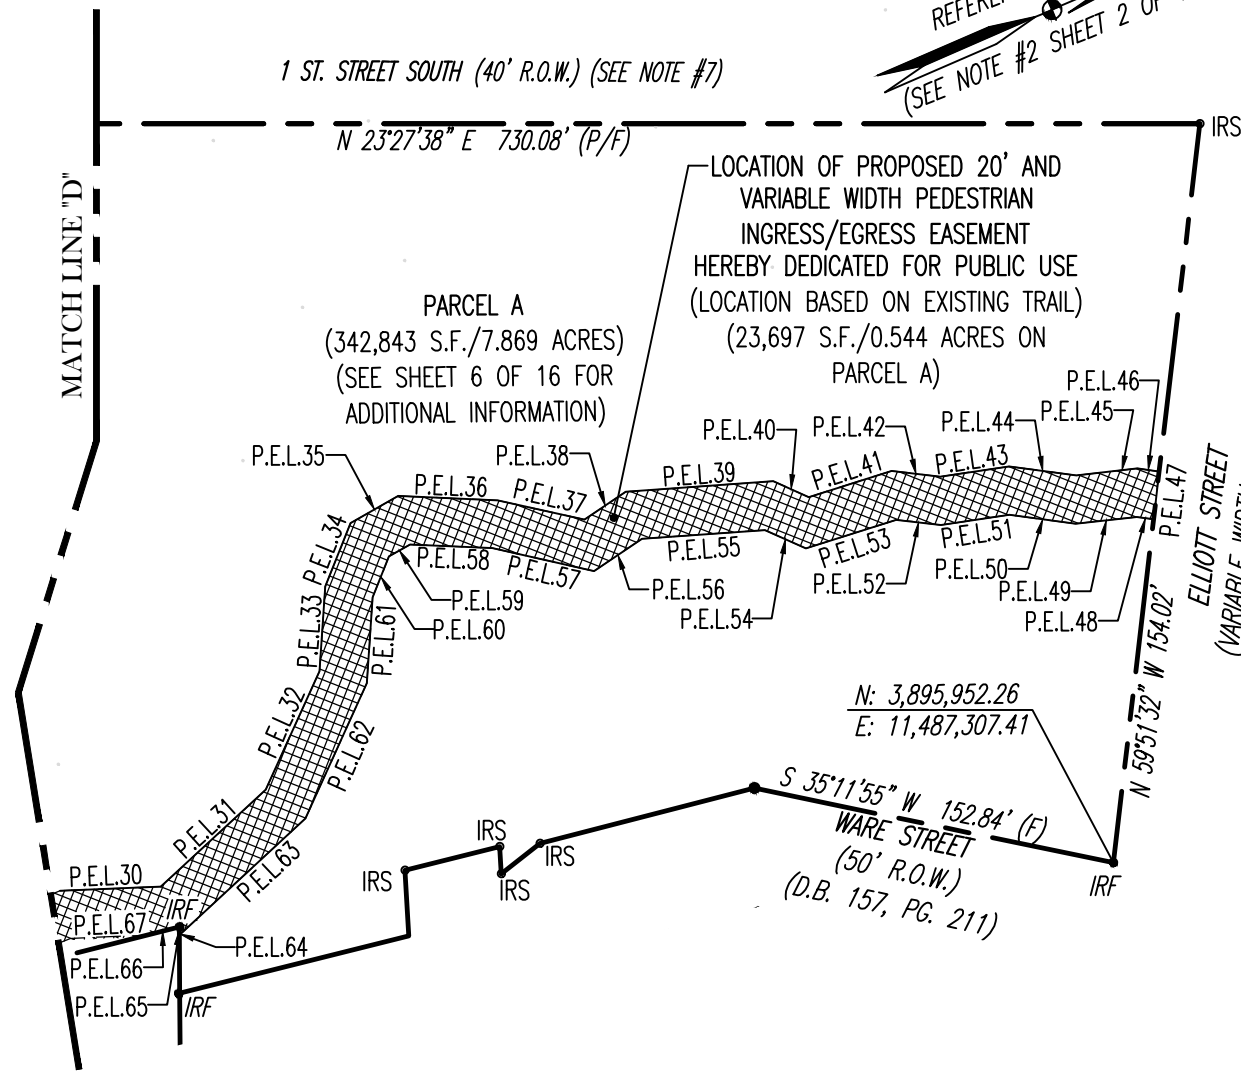 REFERE
(SEE NOTE #2 SHEET 2 OF
1 ST. STREET SOUTH (40' R.O.W.) (SEE NOTE #7)
N 23°27'38" E 730.08' (P/F)
IRS
MATCH LINE "D"
LOCATION OF PROPOSED 20' AND
VARIABLE WIDTH PEDESTRIAN
INGRESS/EGRESS EASEMENT
HEREBY DEDICATED FOR PUBLIC USE
(LOCATION BASED ON EXISTING TRAIL)
(23,697 S.F./0.544 ACRES ON
PARCEL A)
PARCEL A
(342,843 S.F./7.869 ACRES)
(SEE SHEET 6 OF 16 FOR
ADDITIONAL INFORMATION)
P.E.L.46
P.E.L.45
P.E.L.44
P.E.L.42
P.E.L.40
P.E.L.38
P.E.L.35
P.E.L.36
P.E.L.37
P.E.L.39
P.E.L.41
P.E.L.43
P.E.L.47
P.E.L.34
P.E.L.33
P.E.L.58
P.E.L.57
P.E.L.55
P.E.L.53
P.E.L.51
P.E.L.59
P.E.L.60
P.E.L.61
P.E.L.56
P.E.L.54
P.E.L.52
P.E.L.50
P.E.L.49
P.E.L.48
ELLIOTT STREET
(VARIABLE WIDTH
N 59°51'32" W 154.02'
P.E.L.32
P.E.L.62
N: 3,895,952.26
E: 11,487,307.41
S 35°11'55" W 152.84' (F)
WARE STREET
(50' R.O.W.)
(D.B. 157, PG. 211)
IRF
P.E.L.31
P.E.L.63
P.E.L.30
IRS
IRS
IRS
IRS
P.E.L.67
IRF
P.E.L.64
P.E.L.66
P.E.L.65
IRF